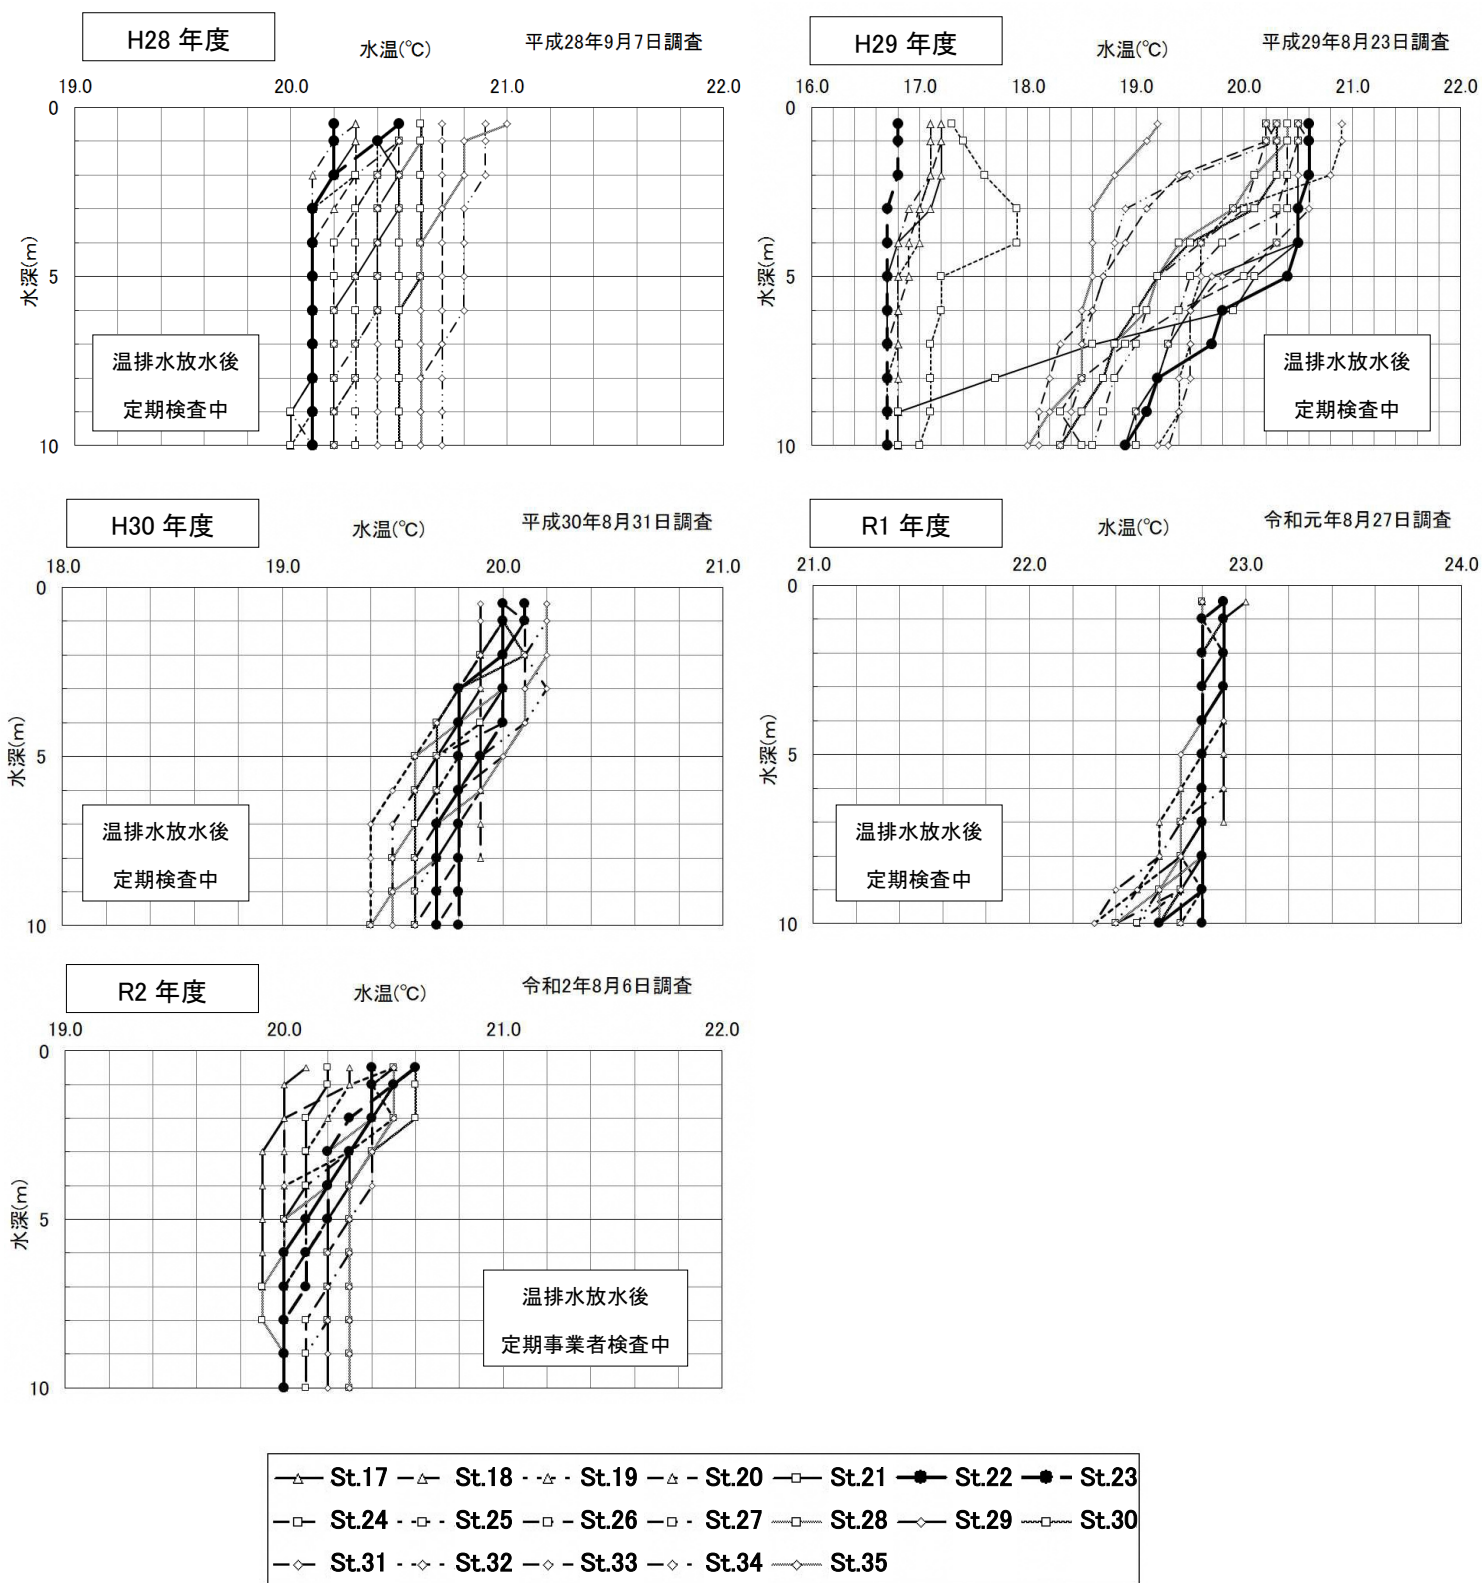 H28 年度
水温(℃)
平成28年9月7日調査
19.0 20.0 21.0 22.0
0
5
10
水深(m)
温排水放水後
定期検査中
H29 年度
水温(℃)
平成29年8月23日調査
16.0 17.0 18.0 19.0 20.0 21.0 22.0
0
5
10
水深(m)
温排水放水後
定期検査中
H30 年度
水温(℃)
平成30年8月31日調査
18.0 19.0 20.0 21.0
0
5
10
水深(m)
温排水放水後
定期検査中
R1 年度
水温(℃)
令和元年8月27日調査
21.0 22.0 23.0 24.0
0
5
10
水深(m)
温排水放水後
定期検査中
R2 年度
水温(℃)
令和2年8月6日調査
19.0 20.0 21.0 22.0
0
5
10
水深(m)
温排水放水後
定期事業者検査中
St.17 St.18 St.19 St.20 St.21 St.22 St.23
St.24 St.25 St.26 St.27 St.28 St.29 St.30
St.31 St.32 St.33 St.34 St.35